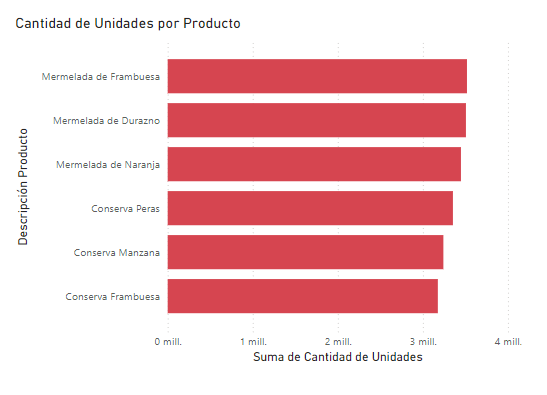 Cantidad de Unidades por Producto
Descripción Producto
Mermelada de Frambuesa
Mermelada de Durazno
Mermelada de Naranja
Conserva Peras
Conserva Manzana
Conserva Frambuesa
0 mill. 1 mill. 2 mill. 3 mill. 4 mill.
Suma de Cantidad de Unidades